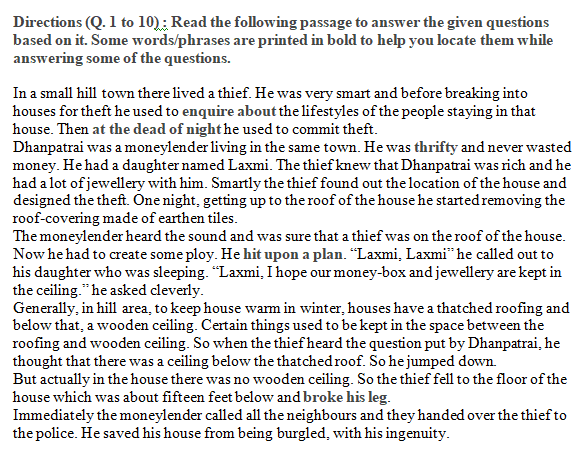 Directions (Q. 1 to 10) : Read the following passage to answer the given questions
based on it. Some words/phrases are printed in bold to help you locate them while
answering some of the questions.
In a small hill town there lived a thief. He was very smart and before breaking into
houses for theft he used to enquire about the lifestyles of the people staying in that
house. Then at the dead of night he used to commit theft.
Dhanpatrai was a moneylender living in the same town. He was thrifty and never wasted
money. He had a daughter named Laxmi. The thief knew that Dhanpatrai was rich and he
had a lot of jewellery with him. Smartly the thief found out the location of the house and
designed the theft. One night, getting up to the roof of the house he started removing the
roof-covering made of earthen tiles.
The moneylender heard the sound and was sure that a thief was on the roof of the house.
Now he had to create some ploy. He hit upon a plan. “Laxmi, Laxmi” he called out to
his daughter who was sleeping. “Laxmi, I hope our money-box and jewellery are kept in
the ceiling.” he asked cleverly.
Generally, in hill area, to keep house warm in winter, houses have a thatched roofing and
below that, a wooden ceiling. Certain things used to be kept in the space between the
roofing and wooden ceiling. So when the thief heard the question put by Dhanpatrai, he
thought that there was a ceiling below the thatched roof. So he jumped down.
But actually in the house there was no wooden ceiling. So the thief fell to the floor of the
house which was about fifteen feet below and broke his leg.
Immediately the moneylender called all the neighbours and they handed over the thief to
the police. He saved his house from being burgled, with his ingenuity.